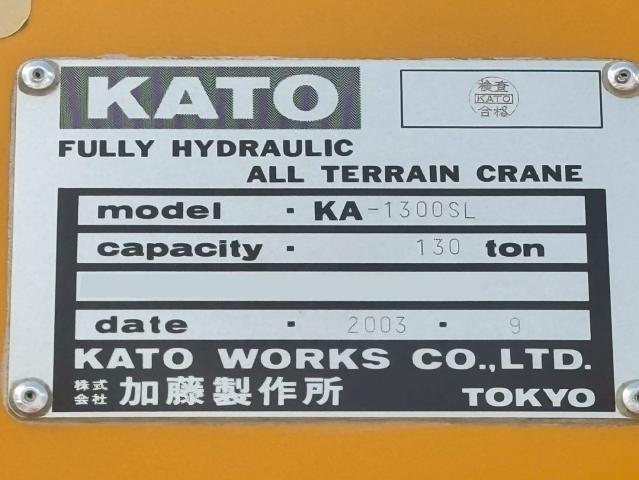 KATO
検査
KATO
合格
FULLY HYDRAULIC
ALL TERRAIN CRANE
model · KA-1300SL
capacity · 130 ton
date · 2003 · 9
KATO WORKS CO.,LTD.
株式会社 加藤製作所 TOKYO